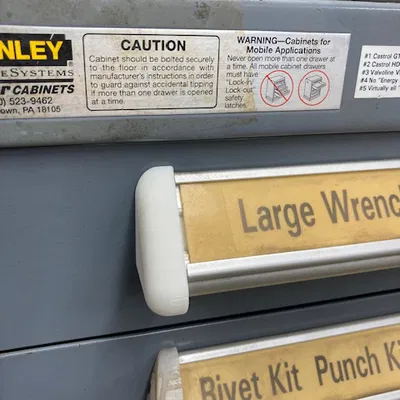 NLEY
eSystems
r CABINETS
) 523-9462
town, PA 18105
CAUTION
Cabinet should be bolted securely
to the floor in accordance with
manufacturer's instructions in order
to guard against accidental tipping
if more than one drawer is opened
at a time.
WARNING—Cabinets for
Mobile Applications
Never open more than one drawer at
a time. All mobile cabinet drawers
must have
"Lock-in/
Lock-out"
safety
latches.
#1 Castrol GT
#2 Castrol HD
#3 Valvoline V
#4 No "Energy
#5 Virtually all
Large Wrench
Rivet Kit Punch Ki